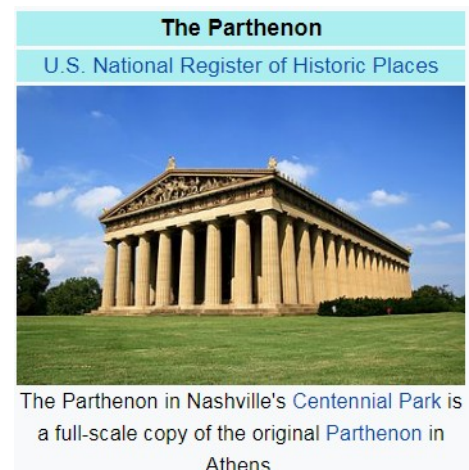 The Parthenon
U.S. National Register of Historic Places
The Parthenon in Nashville's Centennial Park is
a full-scale copy of the original Parthenon in
Athens